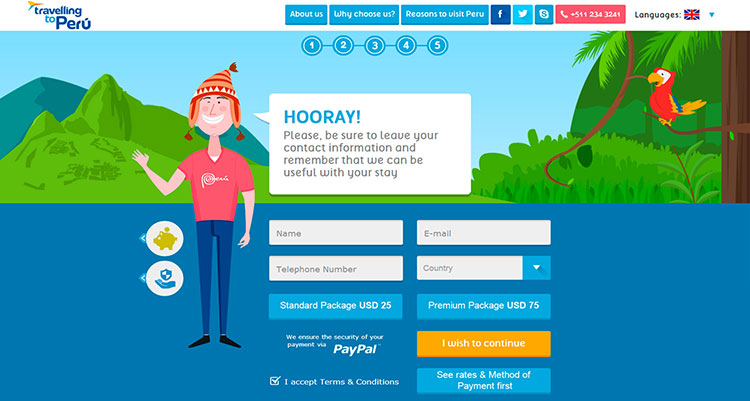 travelling
to Perú
About us
Why choose us?
Reasons to visit Peru
+511 234 3241
Languages:
1 2 3 4 5
HOORAY!
Please, be sure to leave your
contact information and
remember that we can be
useful with your stay
Perú
Name
E-mail
Telephone Number
Country
Standard Package USD 25
Premium Package USD 75
We ensure the security of your
payment via PayPal™
I wish to continue
I accept Terms & Conditions
See rates & Method of
Payment first